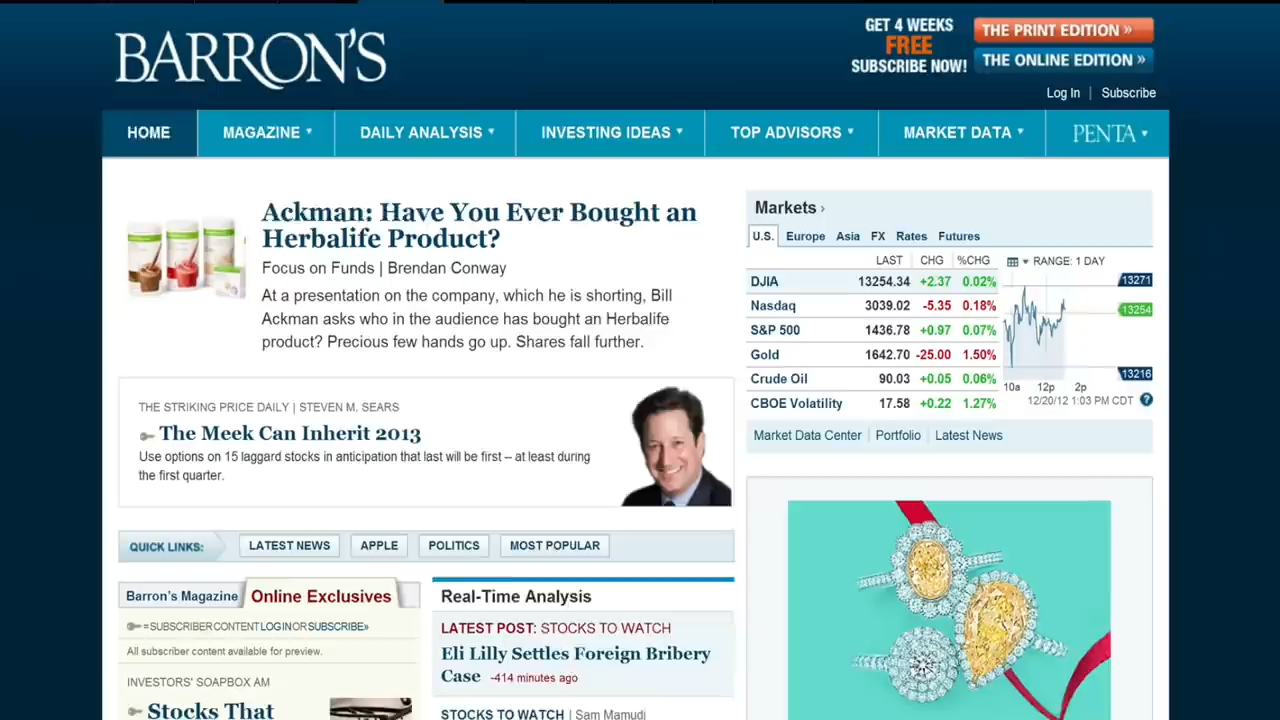 BARRON'S
GET 4 WEEKS
FREE
SUBSCRIBE NOW!
THE PRINT EDITION »
THE ONLINE EDITION »
Log In | Subscribe
HOME
MAGAZINE
DAILY ANALYSIS
INVESTING IDEAS
TOP ADVISORS
MARKET DATA
PENTA
Ackman: Have You Ever Bought an
Herbalife Product?
Focus on Funds | Brendan Conway
At a presentation on the company, which he is shorting, Bill
Ackman asks who in the audience has bought an Herbalife
product? Precious few hands go up. Shares fall further.
THE STRIKING PRICE DAILY | STEVEN M. SEARS
The Meek Can Inherit 2013
Use options on 15 laggard stocks in anticipation that last will be first – at least during
the first quarter.
QUICK LINKS:
LATEST NEWS
APPLE
POLITICS
MOST POPULAR
Barron's Magazine
Online Exclusives
= SUBSCRIBER CONTENT LOG IN OR SUBSCRIBE»
All subscriber content available for preview.
INVESTORS' SOAPBOX AM
Stocks That
Real-Time Analysis
LATEST POST: STOCKS TO WATCH
Eli Lilly Settles Foreign Bribery
Case -414 minutes ago
STOCKS TO WATCH | Sam Mamudi
Markets ›
U.S. Europe Asia FX Rates Futures
LAST CHG %CHG
DJIA 13254.34 +2.37 0.02%
Nasdaq 3039.02 -5.35 0.18%
S&P 500 1436.78 +0.97 0.07%
Gold 1642.70 -25.00 1.50%
Crude Oil 90.03 +0.05 0.06%
CBOE Volatility 17.58 +0.22 1.27%
RANGE: 1 DAY
13271
13254
13216
10a 12p 2p
12/20/12 1:03 PM CDT ?
Market Data Center | Portfolio | Latest News